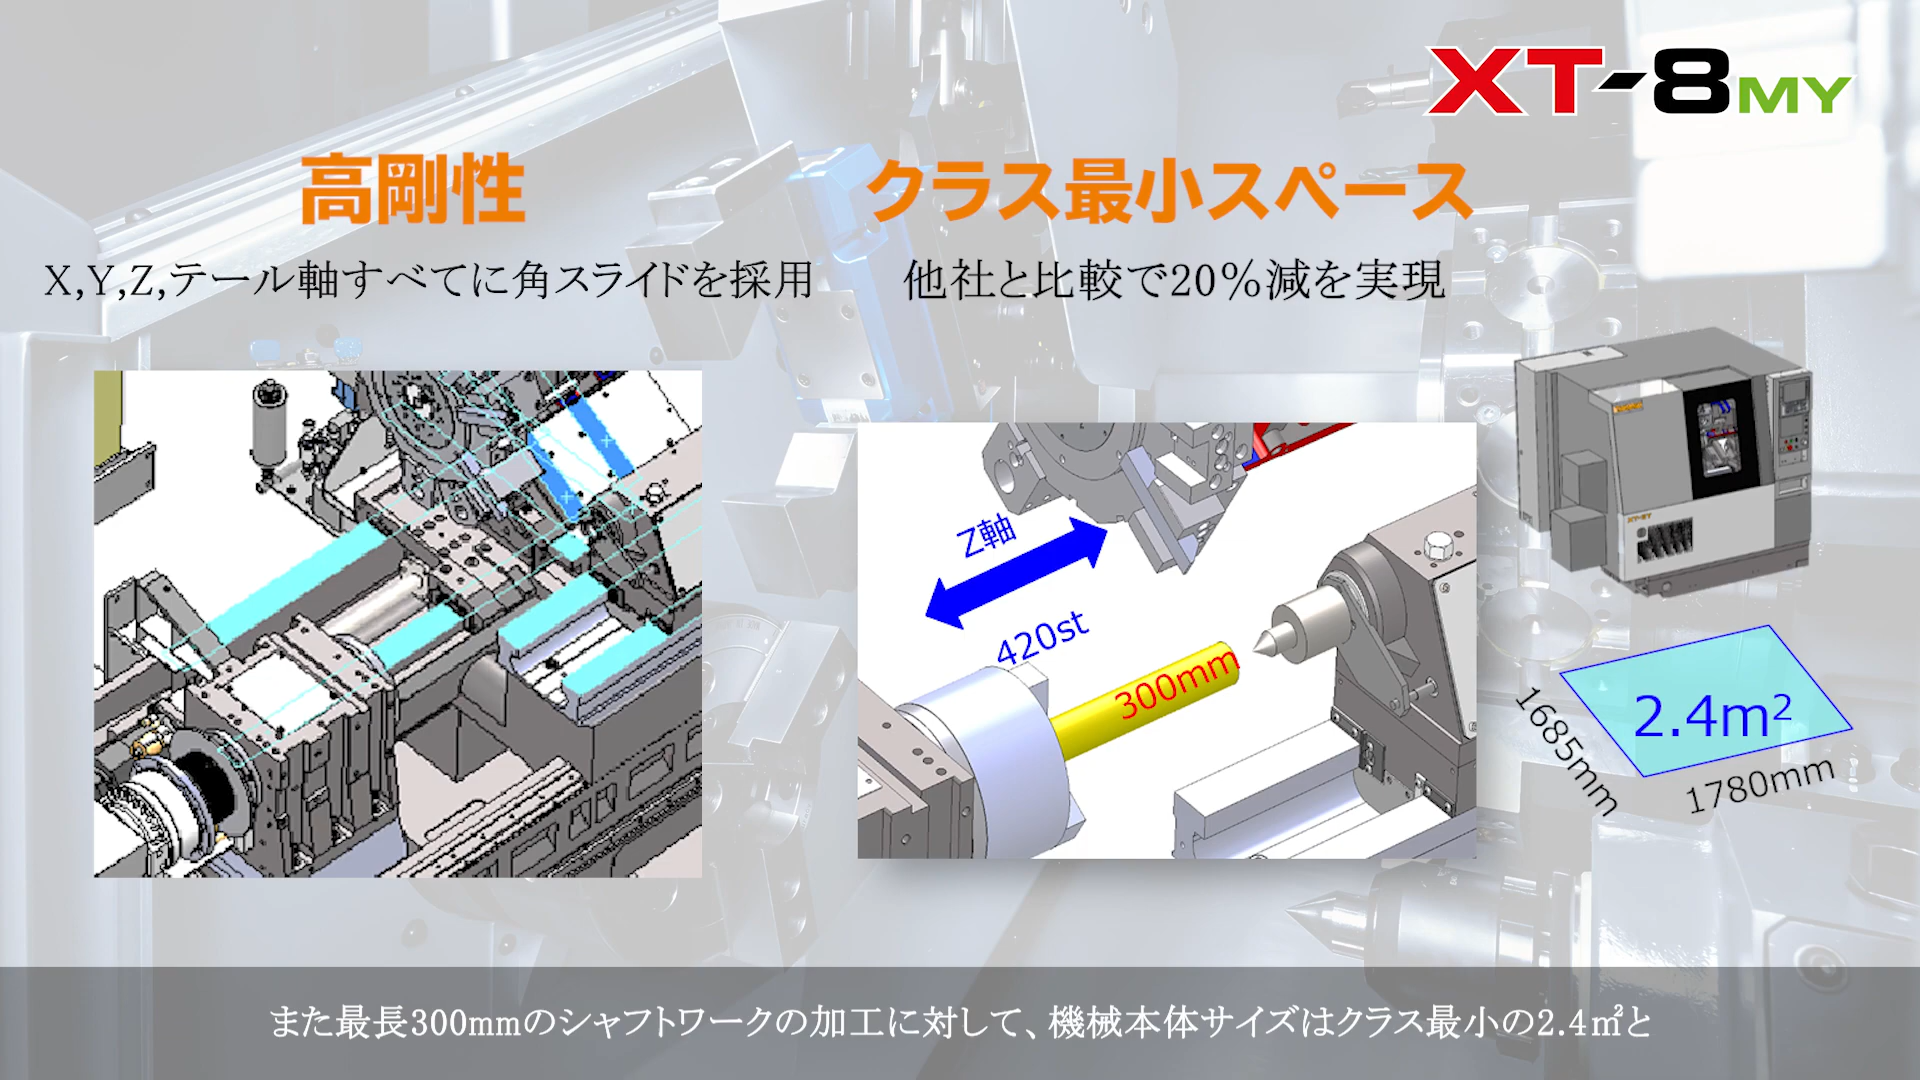 XT-8MY
高剛性
X,Y,Z,テール軸すべてに角スライドを採用
クラス最小スペース
他社と比較で20％減を実現
Z軸
420st
300mm
2.4m²
1685mm
1780mm
また最長300mmのシャフトワークの加工に対して、機械本体サイズはクラス最小の2.4㎡と